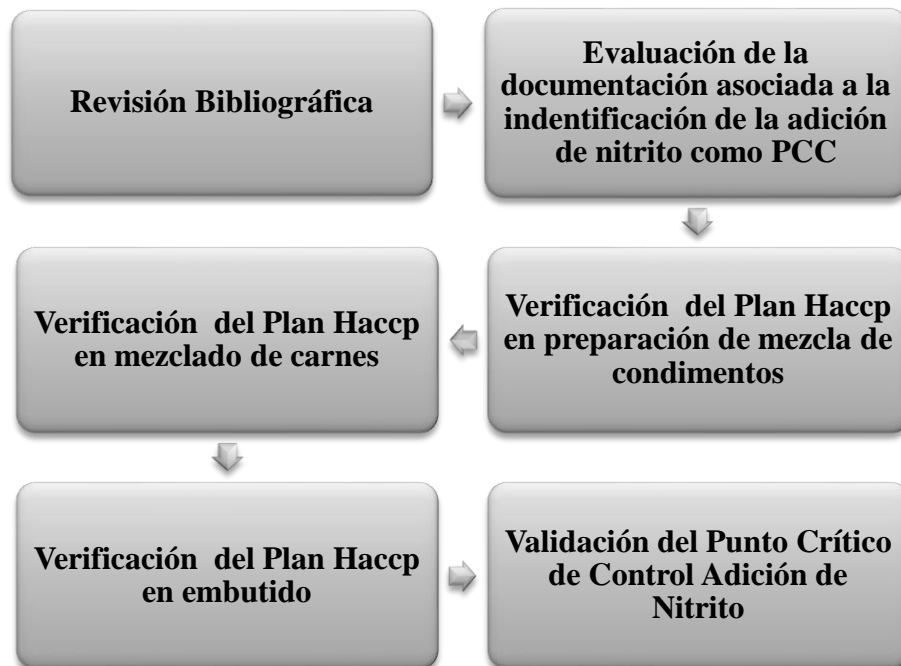 Revisión Bibliográfica
Evaluación de la
documentación asociada a la
indentificación de la adición
de nitrito como PCC
Verificación del Plan Haccp
en preparación de mezcla de
condimentos
Verificación del Plan Haccp
en mezclado de carnes
Verificación del Plan Haccp
en embutido
Validación del Punto Crítico
de Control Adición de
Nitrito